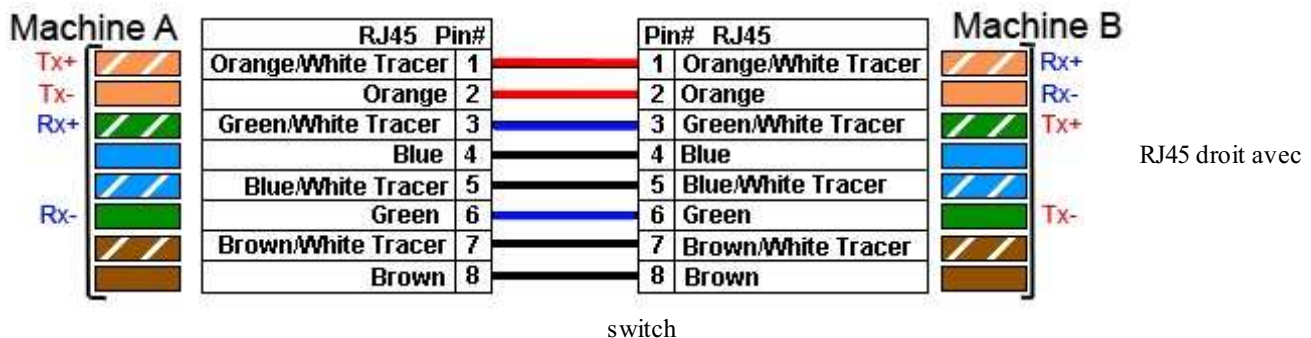 Machine A
RJ45 Pin#
Pin# RJ45
Machine B
Tx+
Orange/White Tracer 1
1 Orange/White Tracer
Rx+
Tx-
Orange 2
2 Orange
Rx-
Rx+
Green/White Tracer 3
3 Green/White Tracer
Tx+
Blue 4
4 Blue
RJ45 droit avec
Blue/White Tracer 5
5 Blue/White Tracer
Rx-
Green 6
6 Green
Tx-
Brown/White Tracer 7
7 Brown/White Tracer
Brown 8
8 Brown
switch